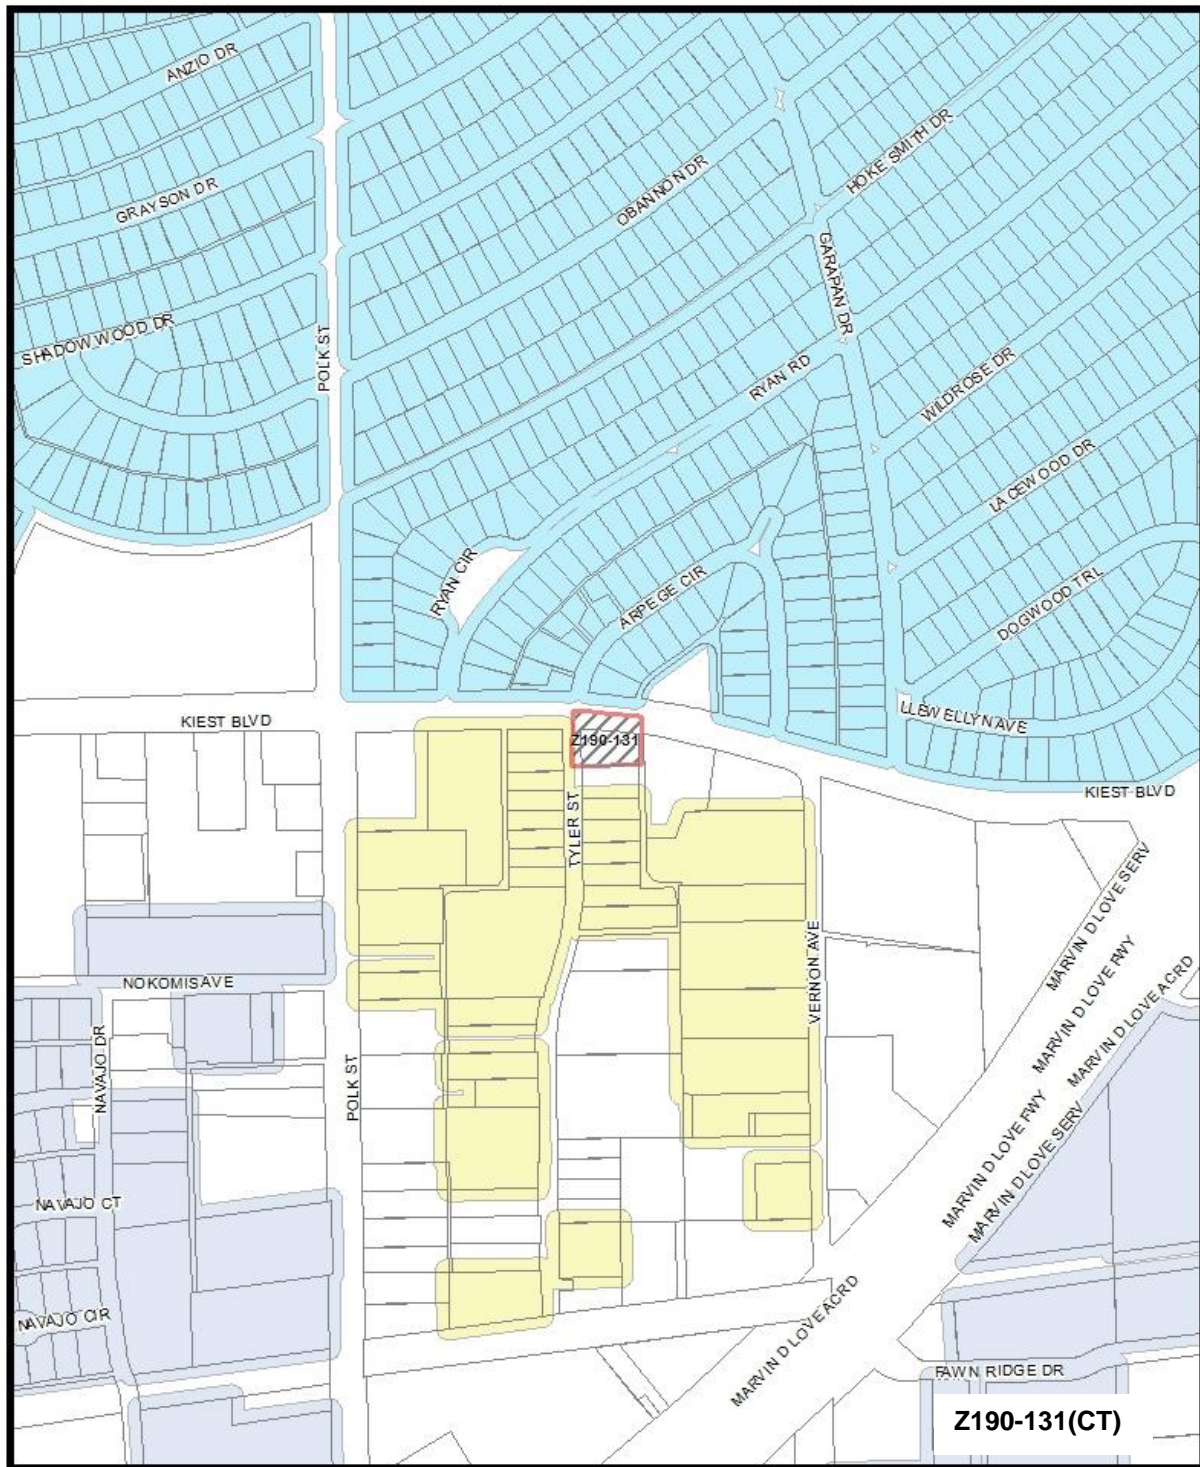 ANZIO DR
HOKE SMITH DR
OBANNON DR
GRAYSON DR
GARAPAN DR
SHADOW WOOD DR
POLK ST
RYAN RD
WILDROSE DR
LACEWOOD DR
RYAN CIR
ARPEGE CIR
DOGWOOD TRL
LLEWELLYN AVE
KIEST BLVD
Z190-131
KIEST BLVD
TYLER ST
MARVIN D LOVE SERV
VERNON AVE
MARVIN D LOVE FWY
MARVIN D LOVE ACRD
NOKOMIS AVE
NAVAJO DR
POLK ST
MARVIN D LOVE FWY
MARVIN D LOVE SERV
NAVAJO CT
NAVAJO CIR
MARVIN D LOVE ACRD
FAWN RIDGE DR
Z190-131(CT)